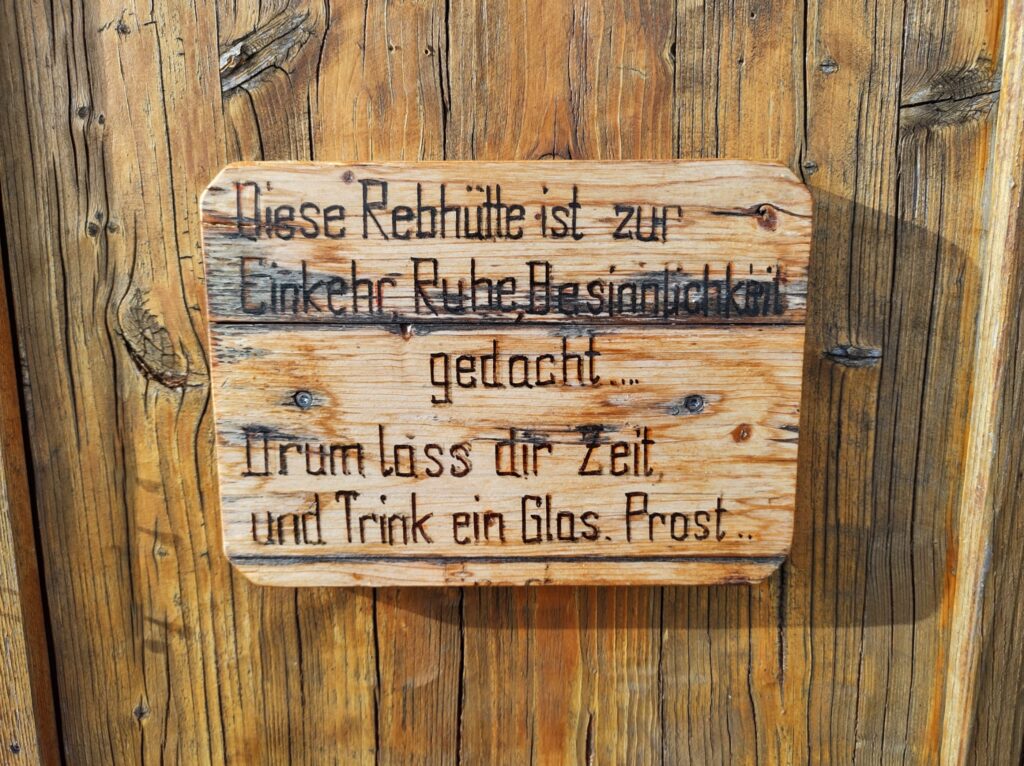 Diese Rebhütte ist zur
Einkehr, Ruhe, Besinnlichkeit
gedacht....
Drum lass dir Zeit,
und Trink ein Glas. Prost..